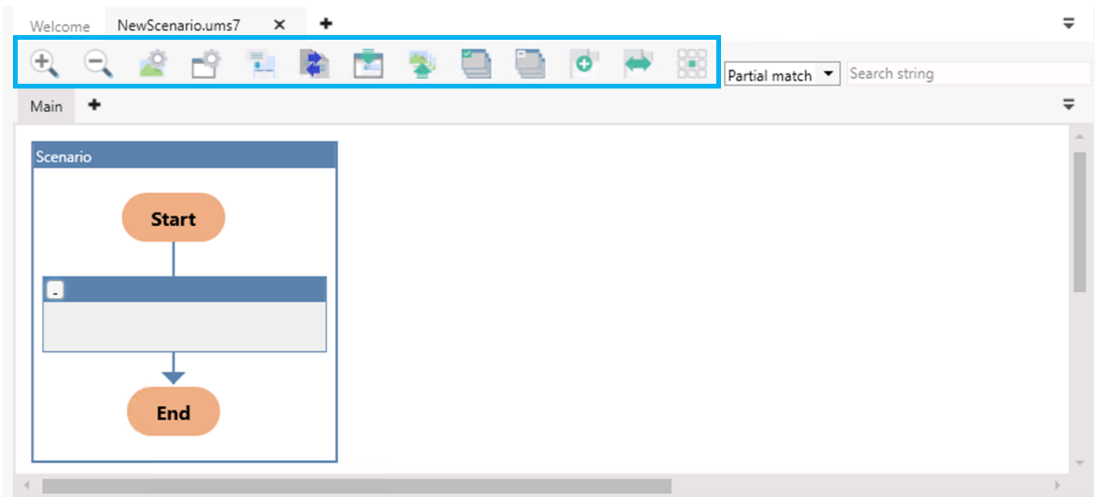 Welcome NewScenario.ums7
Partial match Search string
Main
Scenario
Start
End